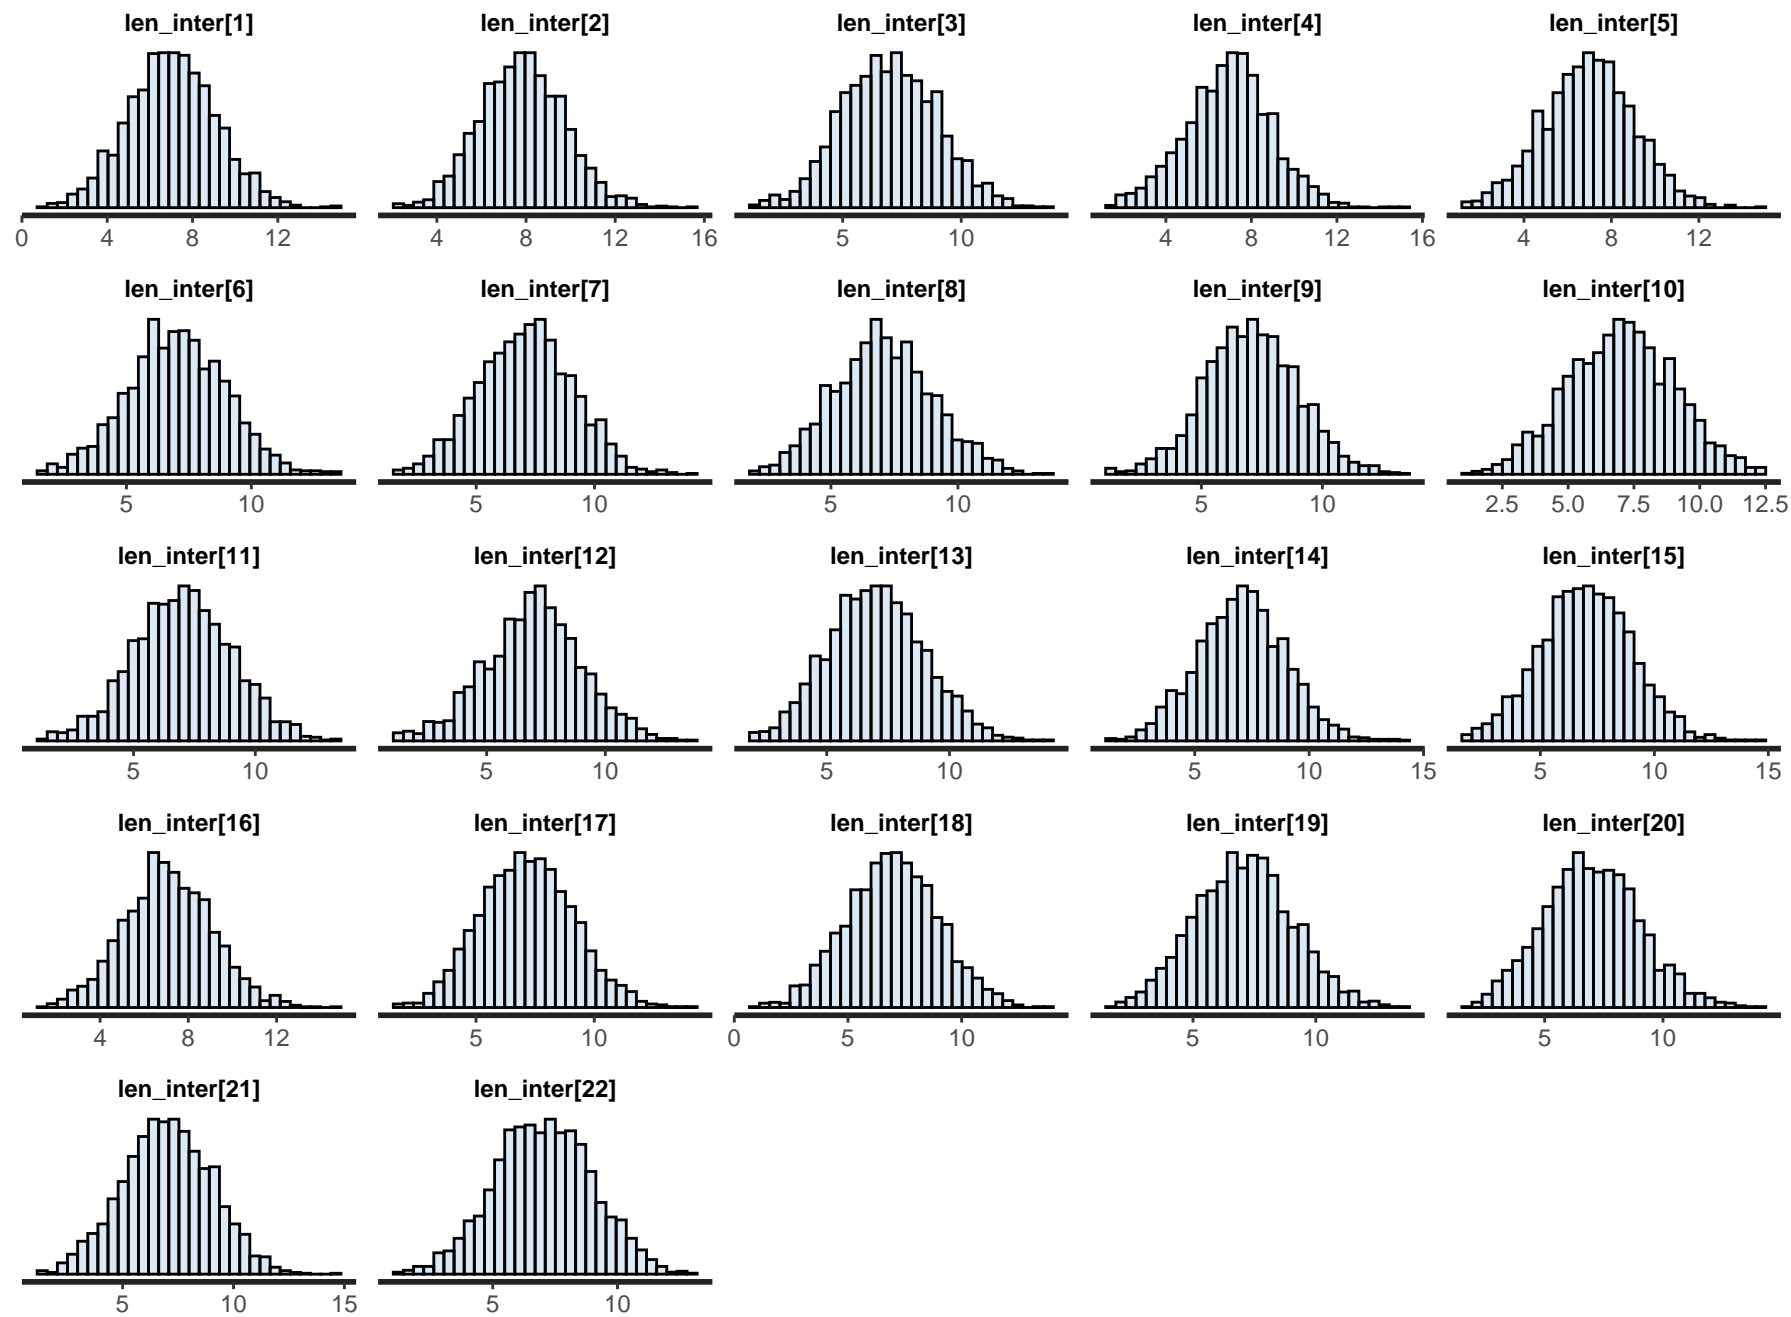 len_inter[1] len_inter[2] len_inter[3] len_inter[4] len_inter[5]
0 4 8 12 4 8 12 16 5 10 4 8 12 16 4 8 12
len_inter[6] len_inter[7] len_inter[8] len_inter[9] len_inter[10]
5 10 5 10 5 10 5 10 2.5 5.0 7.5 10.0 12.5
len_inter[11] len_inter[12] len_inter[13] len_inter[14] len_inter[15]
5 10 5 10 5 10 5 10 15 5 10 15
len_inter[16] len_inter[17] len_inter[18] len_inter[19] len_inter[20]
4 8 12 5 10 0 5 10 5 10 5 10
len_inter[21] len_inter[22]
5 10 15 5 10